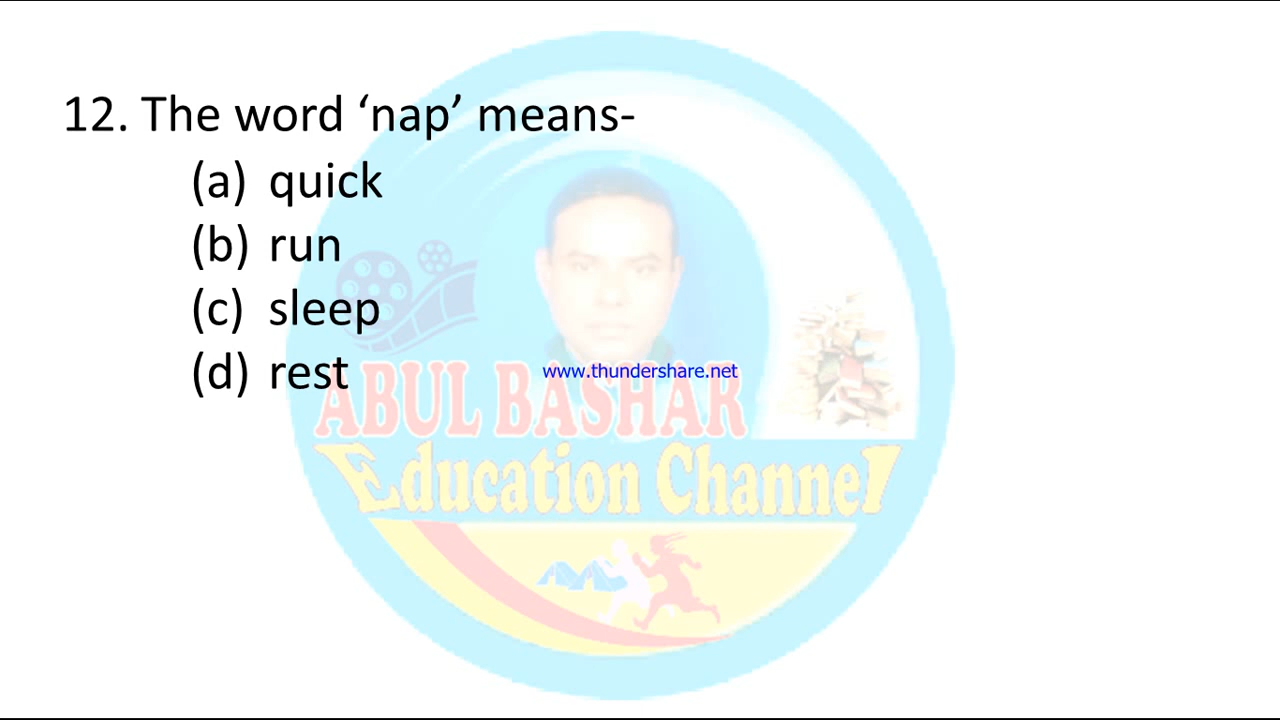 12. The word ‘nap’ means-
(a) quick
(b) run
(c) sleep
(d) rest
www.thundershare.net
ABUL BASHAR
Education Channel